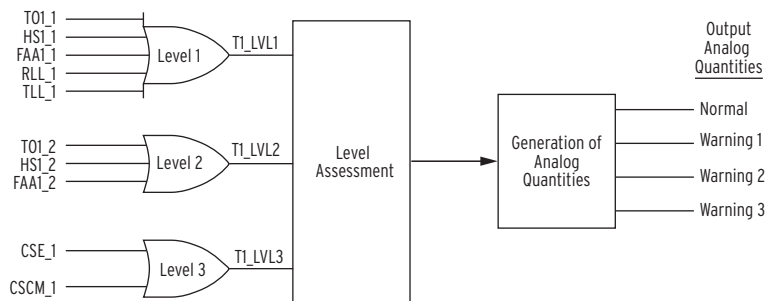 TO1_1
HS1_1
FAA1_1
RLL_1
TLL_1
Level 1
T1_LVL1
TO1_2
HS1_2
FAA1_2
Level 2
T1_LVL2
CSE_1
CSCM_1
Level 3
T1_LVL3
Level
Assessment
Generation of
Analog
Quantities
Output
Analog
Quantities
Normal
Warning 1
Warning 2
Warning 3